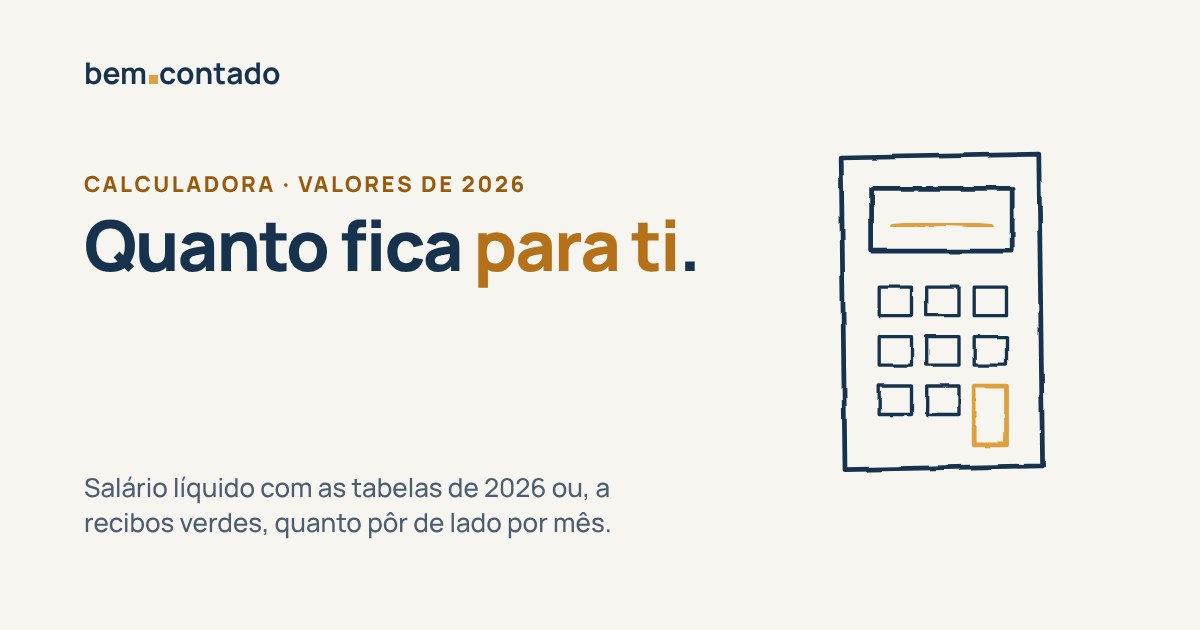 bem.contado
CALCULADORA · VALORES DE 2026
Quanto fica para ti.
Salário líquido com as tabelas de 2026 ou, a
recibos verdes, quanto pôr de lado por mês.